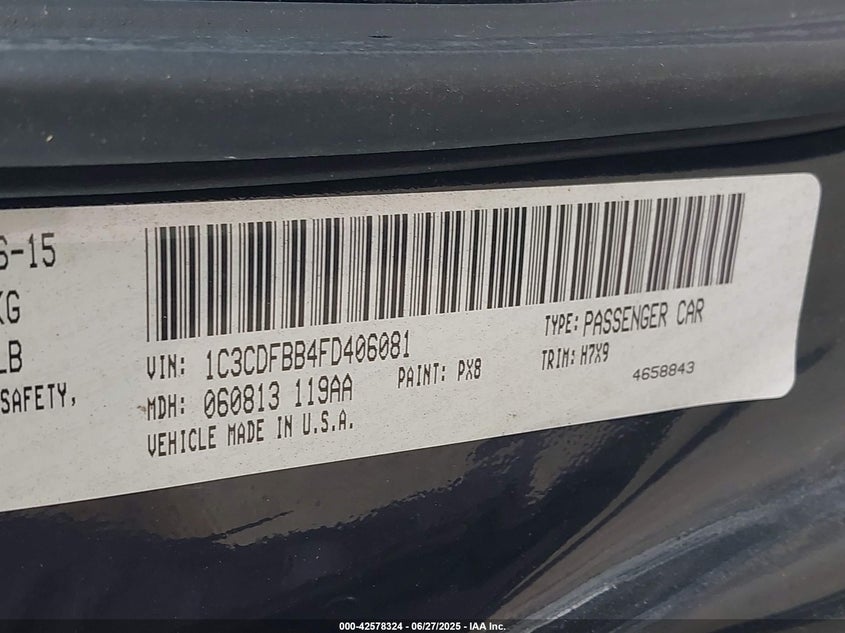 6-15
KG
LB
SAFETY,
VIN: 1C3CDFBB4FD406081
TYPE: PASSENGER CAR
MDH: 060813 119AA
PAINT: PX8
TRIM: H7X9
VEHICLE MADE IN U.S.A.
4658843
000-42578324 | 06/27/2025 - IAA Inc.